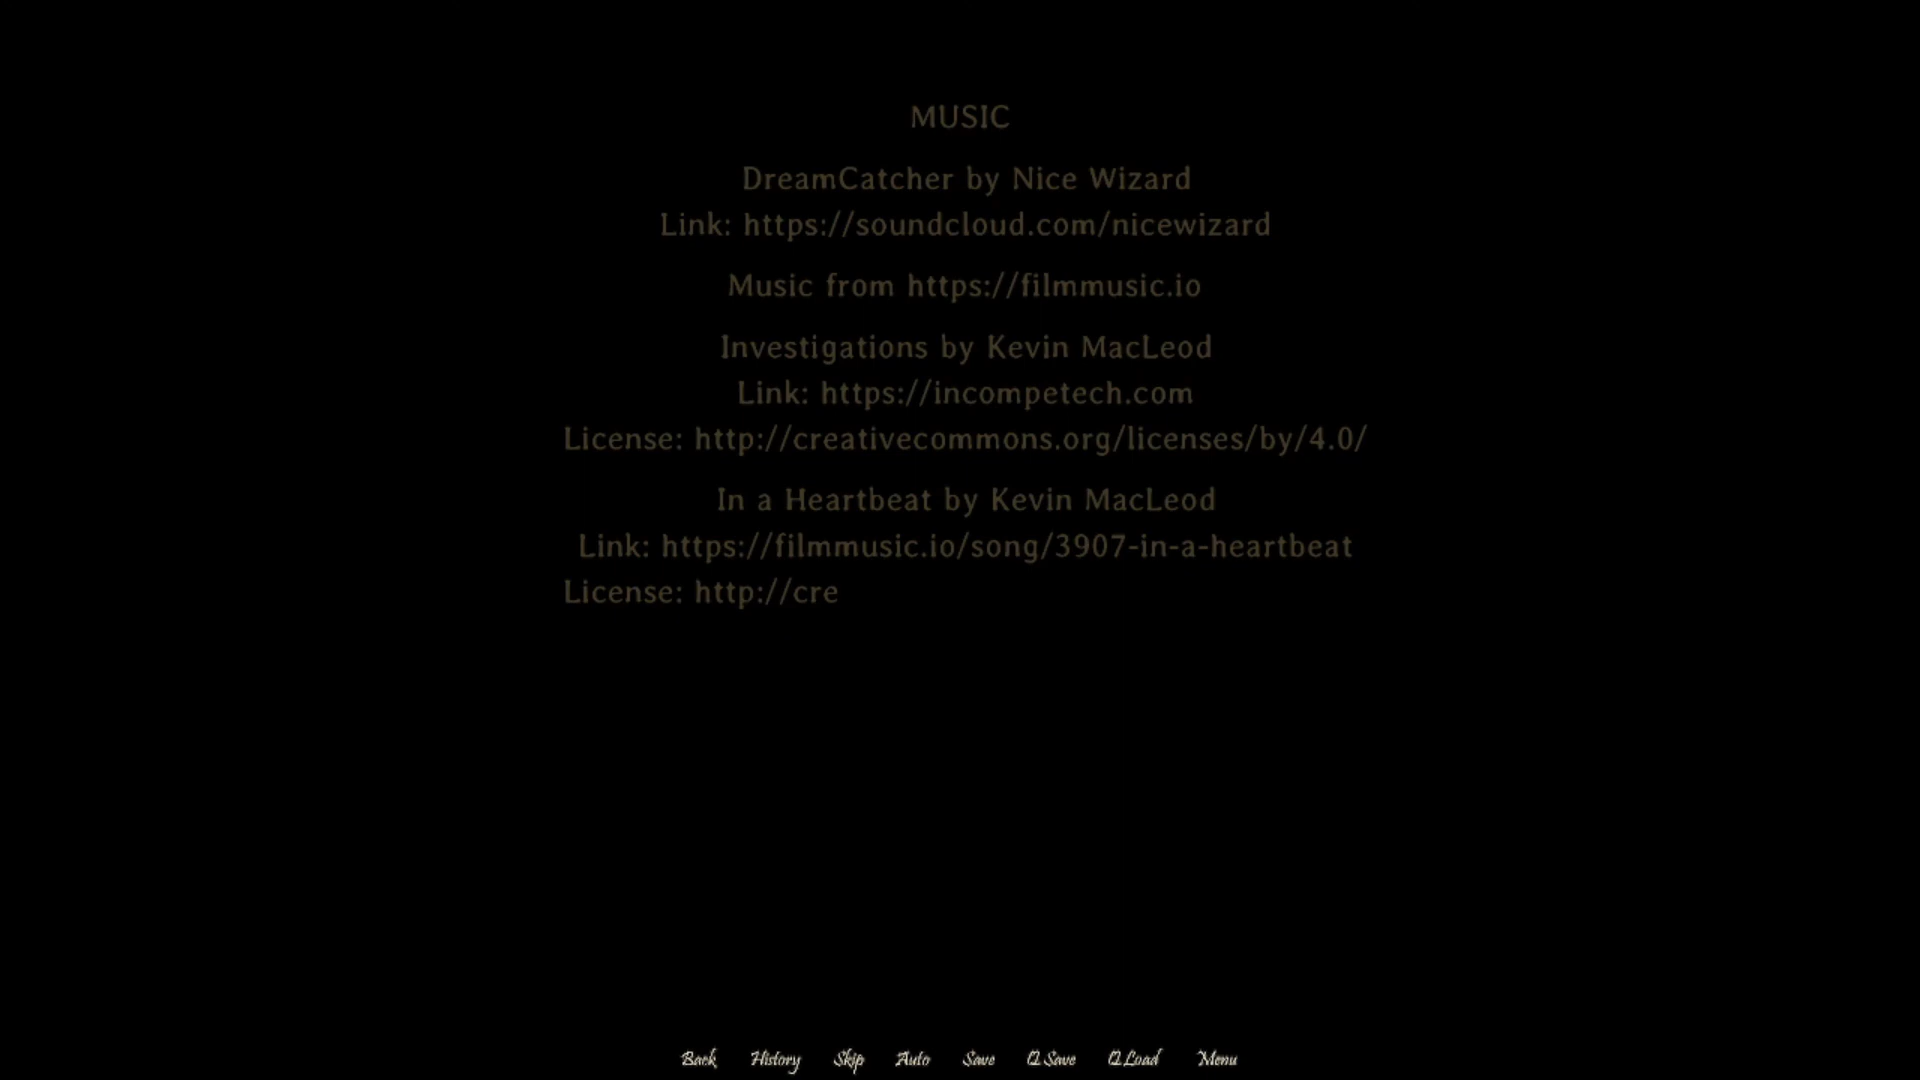 MUSIC
DreamCatcher by Nice Wizard
Link: https://soundcloud.com/nicewizard
Music from https://filmmusic.io
Investigations by Kevin MacLeod
Link: https://incompetech.com
License: http://creativecommons.org/licenses/by/4.0/
In a Heartbeat by Kevin MacLeod
Link: https://filmmusic.io/song/3907-in-a-heartbeat
License: http://cre
Back History Skip Auto Save Q.Save Q.Load Menu